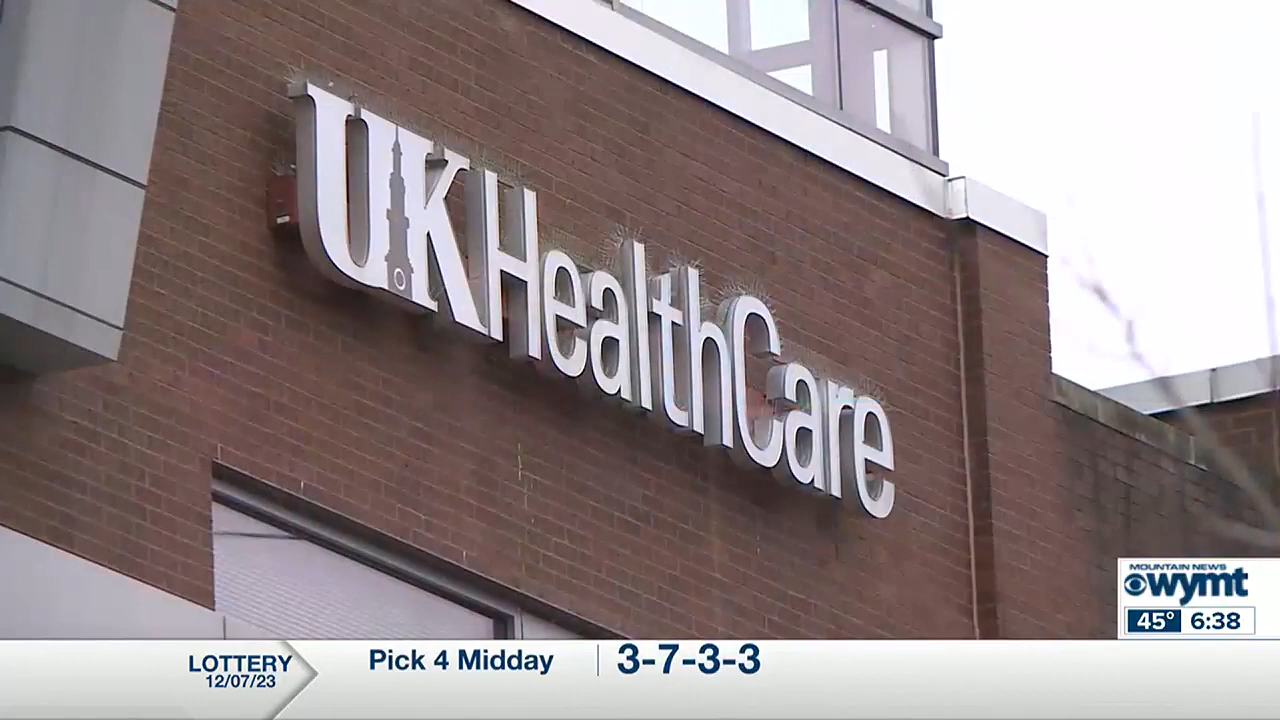 UKHealthCare
MOUNTAIN NEWS
wymt
45° 6:38
LOTTERY
12/07/23
Pick 4 Midday
3-7-3-3